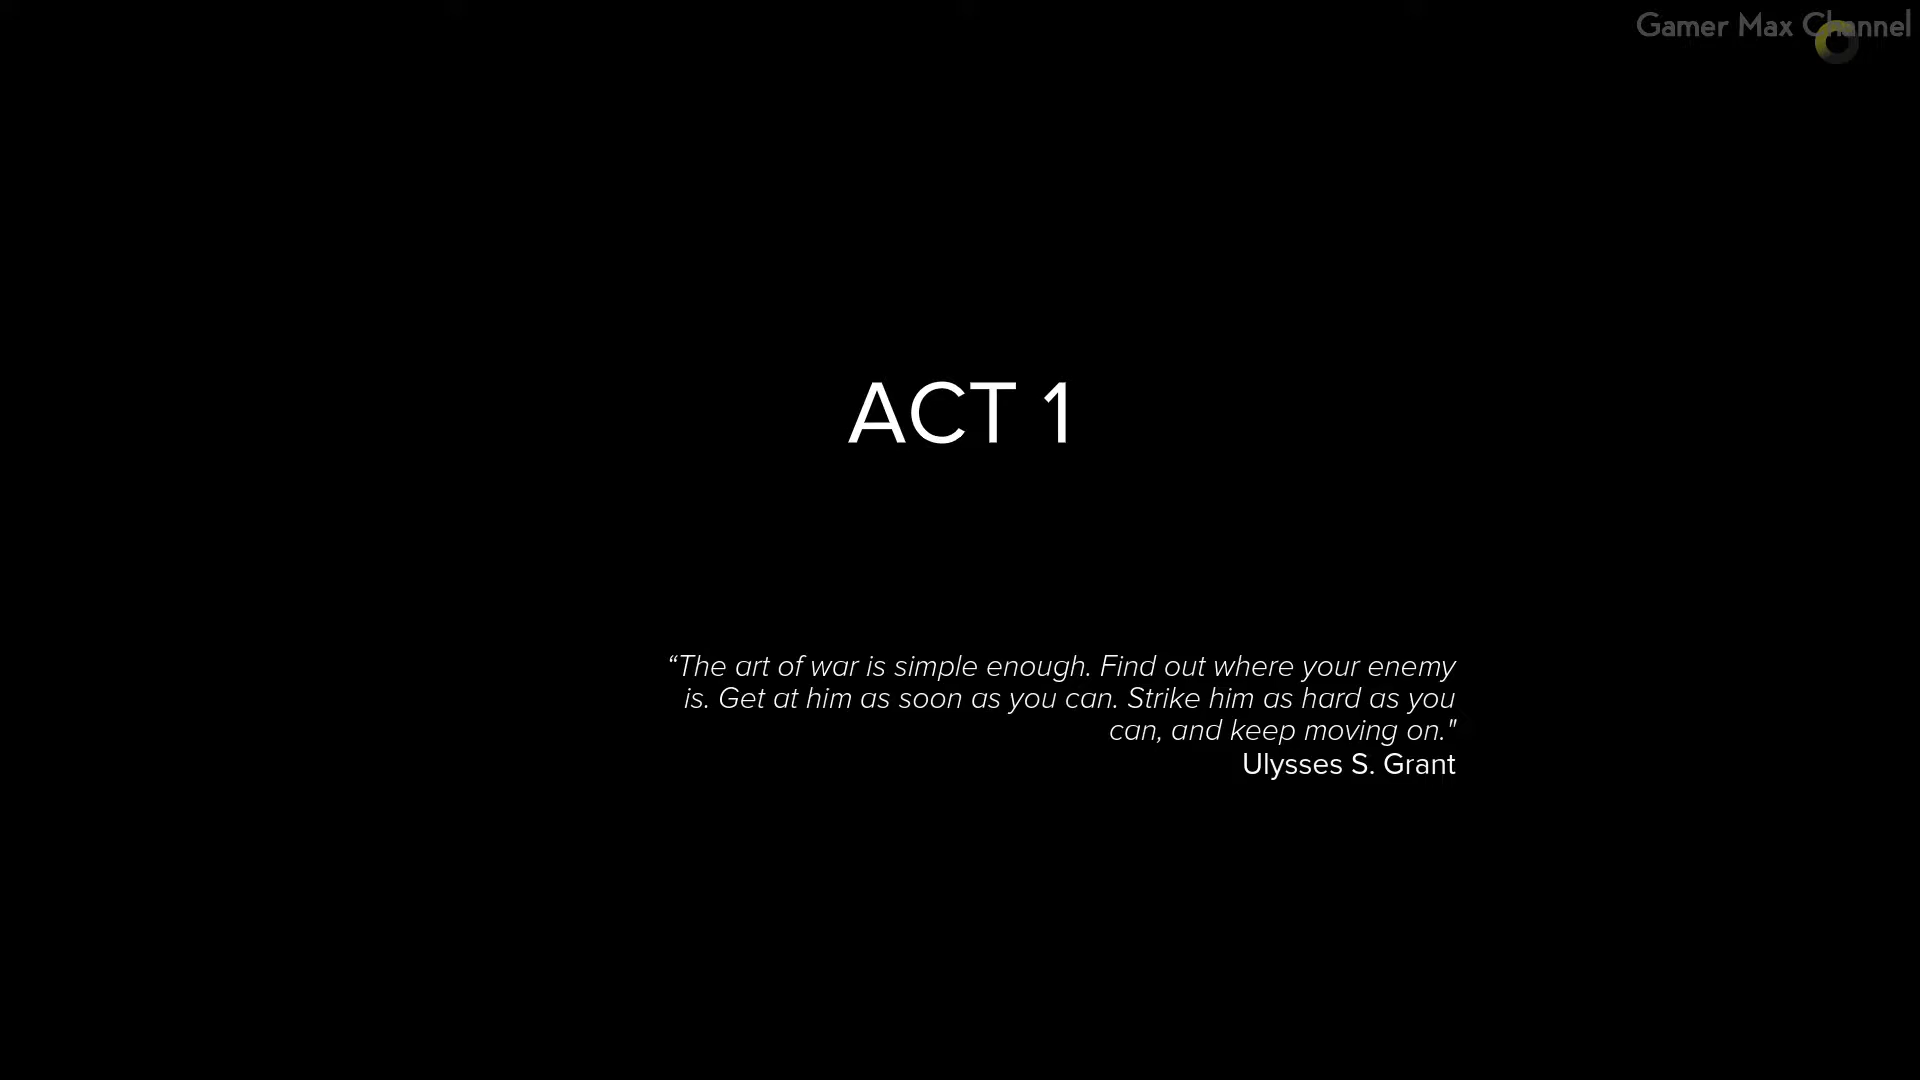 Gamer Max Channel
ACT 1
“The art of war is simple enough. Find out where your enemy
is. Get at him as soon as you can. Strike him as hard as you
can, and keep moving on."
Ulysses S. Grant